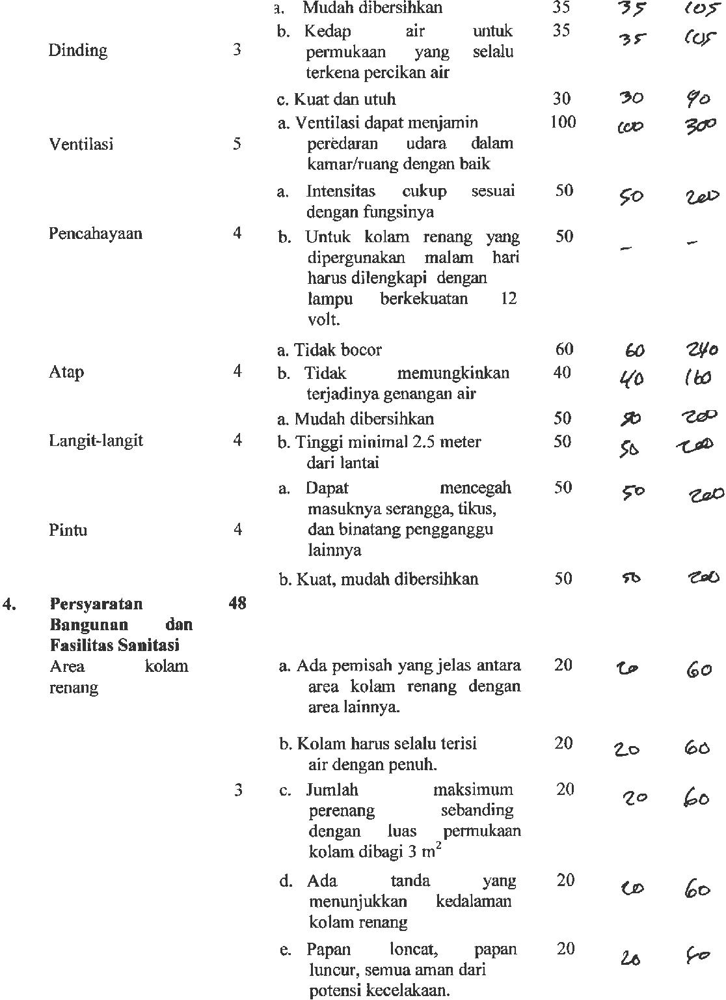 a. Mudah dibersihkan 35 35 105
b. Kedap air untuk 35 35 105
Dinding 3 permukaan yang selalu
terkena percikan air
c. Kuat dan utuh 30 30 90
a. Ventilasi dapat menjamin 100 100 300
Ventilasi 5 peredaran udara dalam
kamar/ruang dengan baik
a. Intensitas cukup sesuai 50 50 200
dengan fungsinya
Pencahayaan 4 b. Untuk kolam renang yang 50 - -
dipergunakan malam hari
harus dilengkapi dengan
lampu berkekuatan 12
volt.
a. Tidak bocor 60 60 240
Atap 4 b. Tidak memungkinkan 40 40 160
terjadinya genangan air
a. Mudah dibersihkan 50 50 200
Langit-langit 4 b. Tinggi minimal 2.5 meter 50 50 200
dari lantai
a. Dapat mencegah 50 50 200
masuknya serangga, tikus,
Pintu 4 dan binatang pengganggu
lainnya
b. Kuat, mudah dibersihkan 50 50 200
4. Persyaratan 48
Bangunan dan
Fasilitas Sanitasi
Area kolam a. Ada pemisah yang jelas antara 20 20 60
renang area kolam renang dengan
area lainnya.
b. Kolam harus selalu terisi 20 20 60
air dengan penuh.
3 c. Jumlah maksimum 20 20 60
perenang sebanding
dengan luas permukaan
kolam dibagi 3 m²
d. Ada tanda yang 20 20 60
menunjukkan kedalaman
kolam renang
e. Papan loncat, papan 20 20 60
luncur, semua aman dari
potensi kecelakaan.